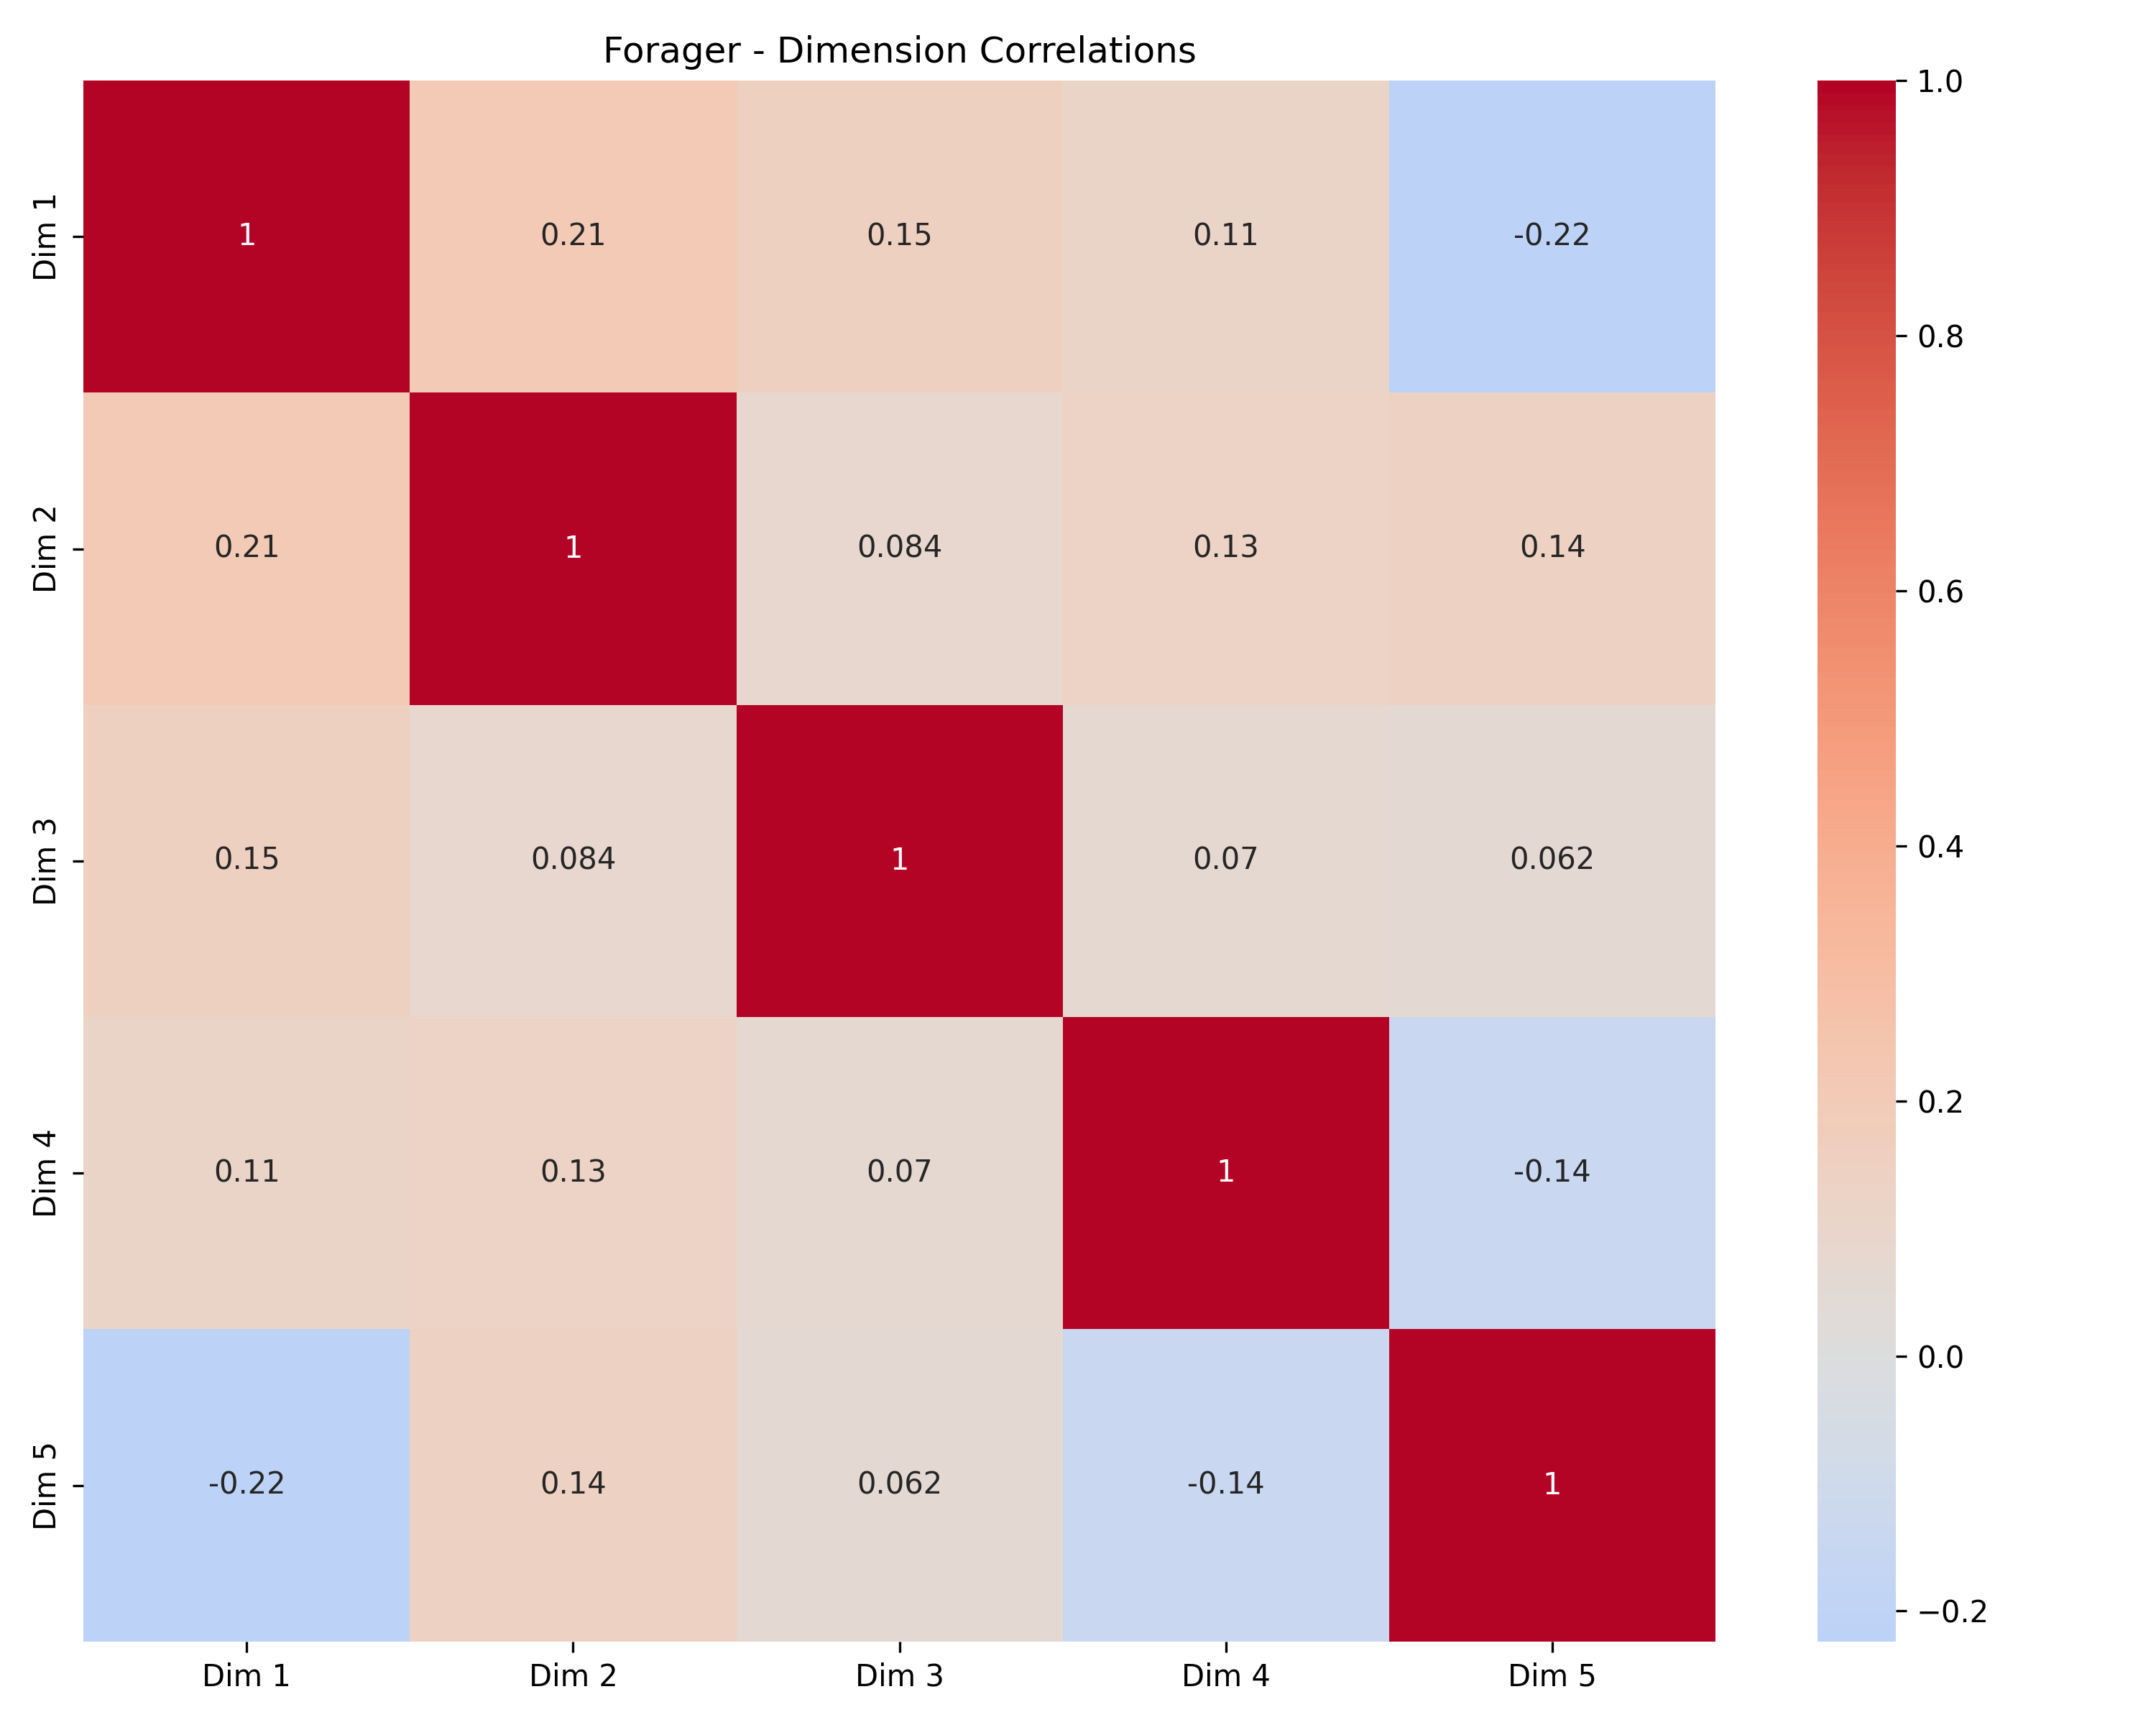 Forager - Dimension Correlations
Dim 1 1 0.21 0.15 0.11 -0.22
Dim 2 0.21 1 0.084 0.13 0.14
Dim 3 0.15 0.084 1 0.07 0.062
Dim 4 0.11 0.13 0.07 1 -0.14
Dim 5 -0.22 0.14 0.062 -0.14 1
Dim 1 Dim 2 Dim 3 Dim 4 Dim 5
1.0
0.8
0.6
0.4
0.2
0.0
−0.2